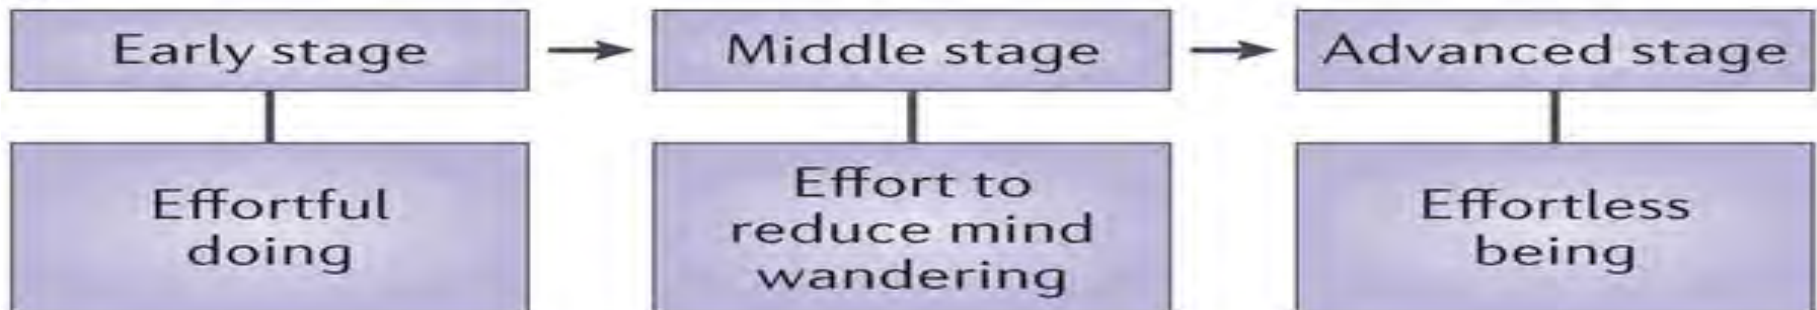 Early stage
Middle stage
Advanced stage
Effortful
doing
Effort to
reduce mind
wandering
Effortless
being